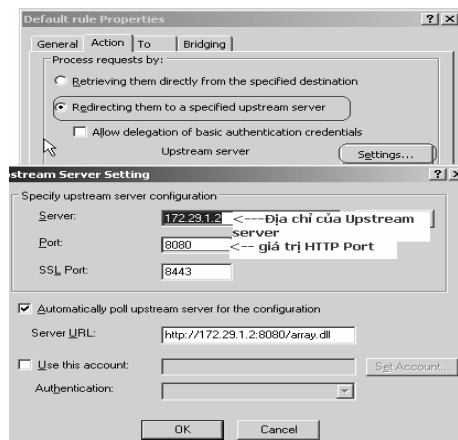 Default rule Properties
General Action To Bridging
Process requests by:
Retrieving them directly from the specified destination
Redirecting them to a specified upstream server
Allow delegation of basic authentication credentials
Upstream server Settings...
stream Server Setting
Specify upstream server configuration
Server: 172.29.1.2 <---Địa chỉ của Upstream server
Port: 8080 <-- giá trị HTTP Port
SSL Port: 8443
Automatically poll upstream server for the configuration
Server URL: http://172.29.1.2:8080/array.dll
Use this account: Set Account...
Authentication:
OK Cancel